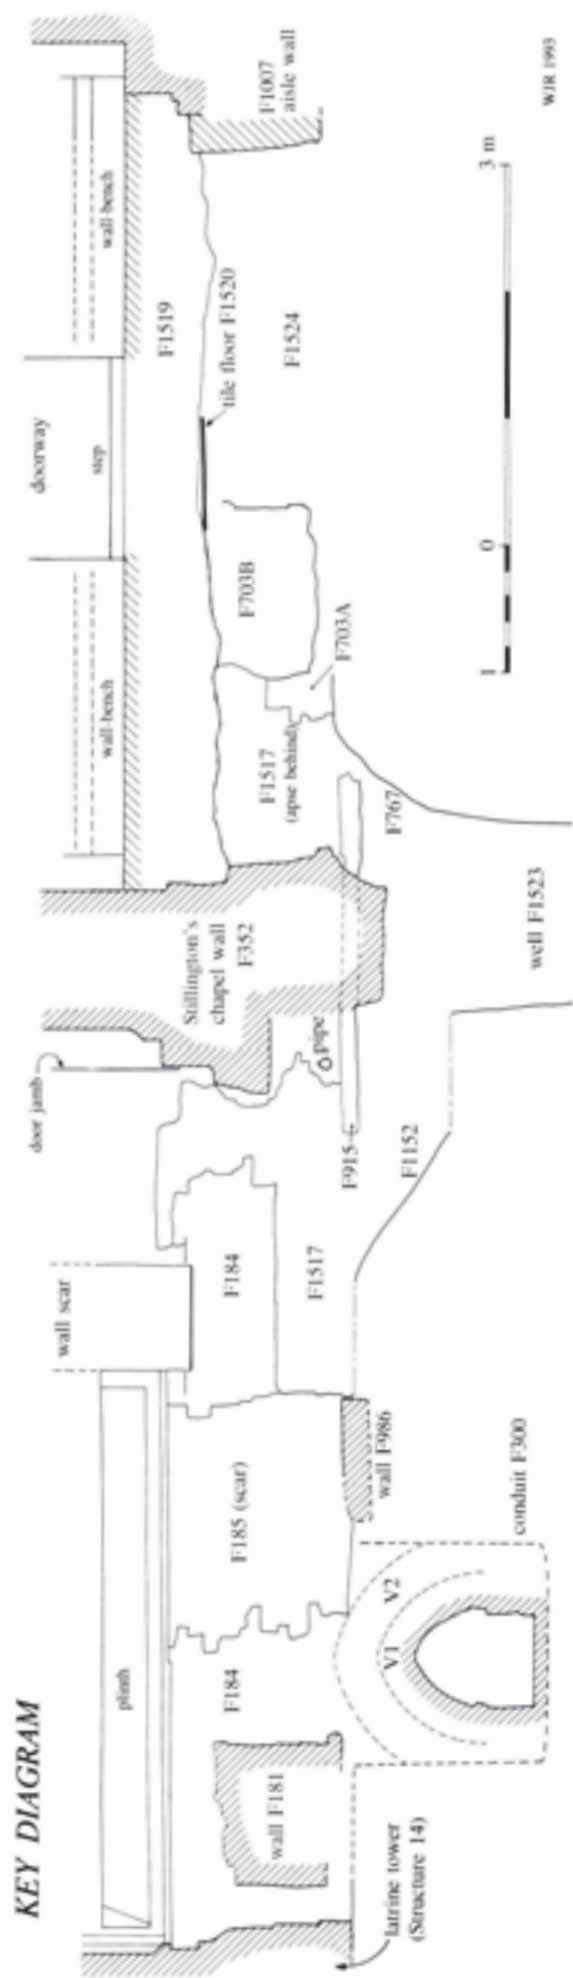 KEY DIAGRAM
plinth
wall scar
door jamb
Stillington's
chapel wall
F352
wall-bench
doorway
step
wall-bench
F1007
aisle wall
F1519
tile floor F1520
F1524
F703B
F703A
F1517
(apse behind)
F767
well F1523
pipe
F915
F1152
F184
F1517
F185 (scar)
wall F986
F184
wall F181
latrine tower
(Structure 14)
V1
V2
conduit F300
1
0
3 m
WJR 1993